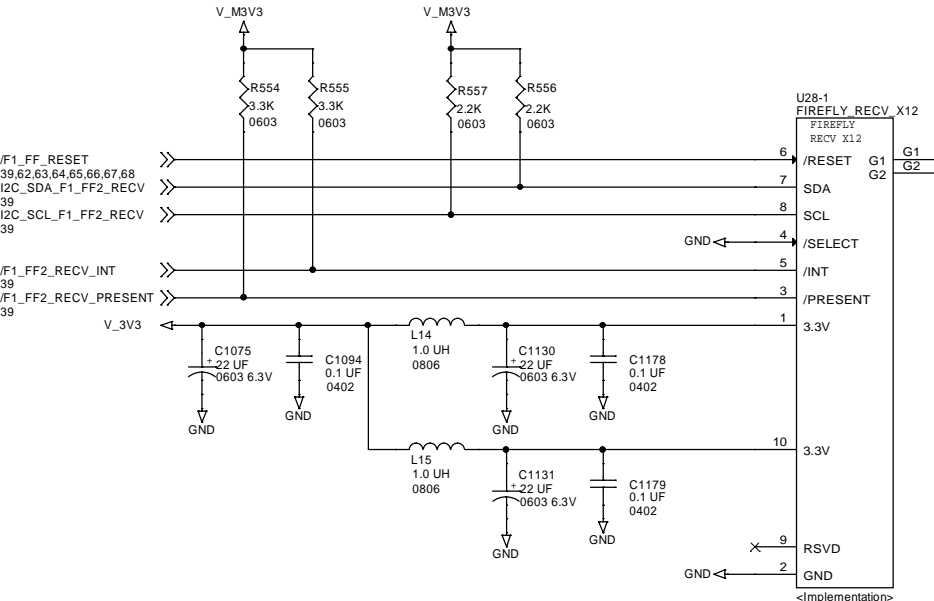 V_M3V3
V_M3V3
R554
3.3K
0603
R555
3.3K
0603
R557
2.2K
0603
R556
2.2K
0603
U28-1
FIREFLY_RECV_X12
FIREFLY
RECV X12
/F1_FF_RESET
39,62,63,64,65,66,67,68
I2C_SDA_F1_FF2_RECV
39
I2C_SCL_F1_FF2_RECV
39
/F1_FF2_RECV_INT
39
/F1_FF2_RECV_PRESENT
39
6
/RESET
G1
G1
G2
G2
7
SDA
8
SCL
GND
4
/SELECT
5
/INT
3
/PRESENT
V_3V3
1
3.3V
L14
1.0 UH
0806
C1075
+
22 UF
0603 6.3V
GND
C1094
0.1 UF
0402
GND
C1130
+
22 UF
0603 6.3V
GND
C1178
0.1 UF
0402
GND
10
3.3V
L15
1.0 UH
0806
C1131
+
22 UF
0603 6.3V
GND
C1179
0.1 UF
0402
GND
9
RSVD
GND
2
GND
<Implementation>